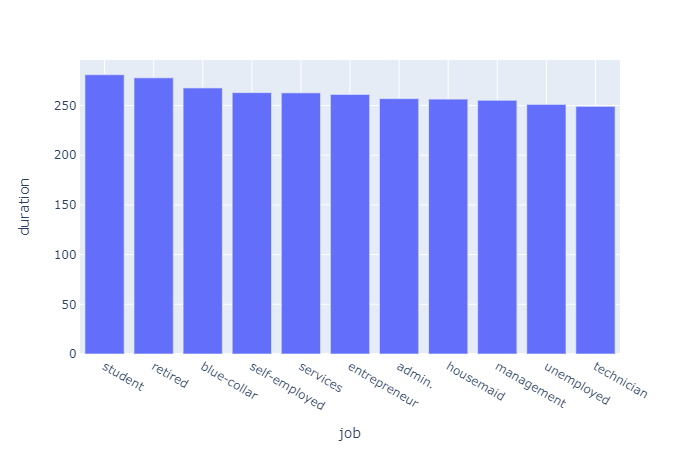 250
200
150
100
50
0
duration
student
retired
blue-collar
self-employed
services
entrepreneur
admin.
housemaid
management
unemployed
technician
job